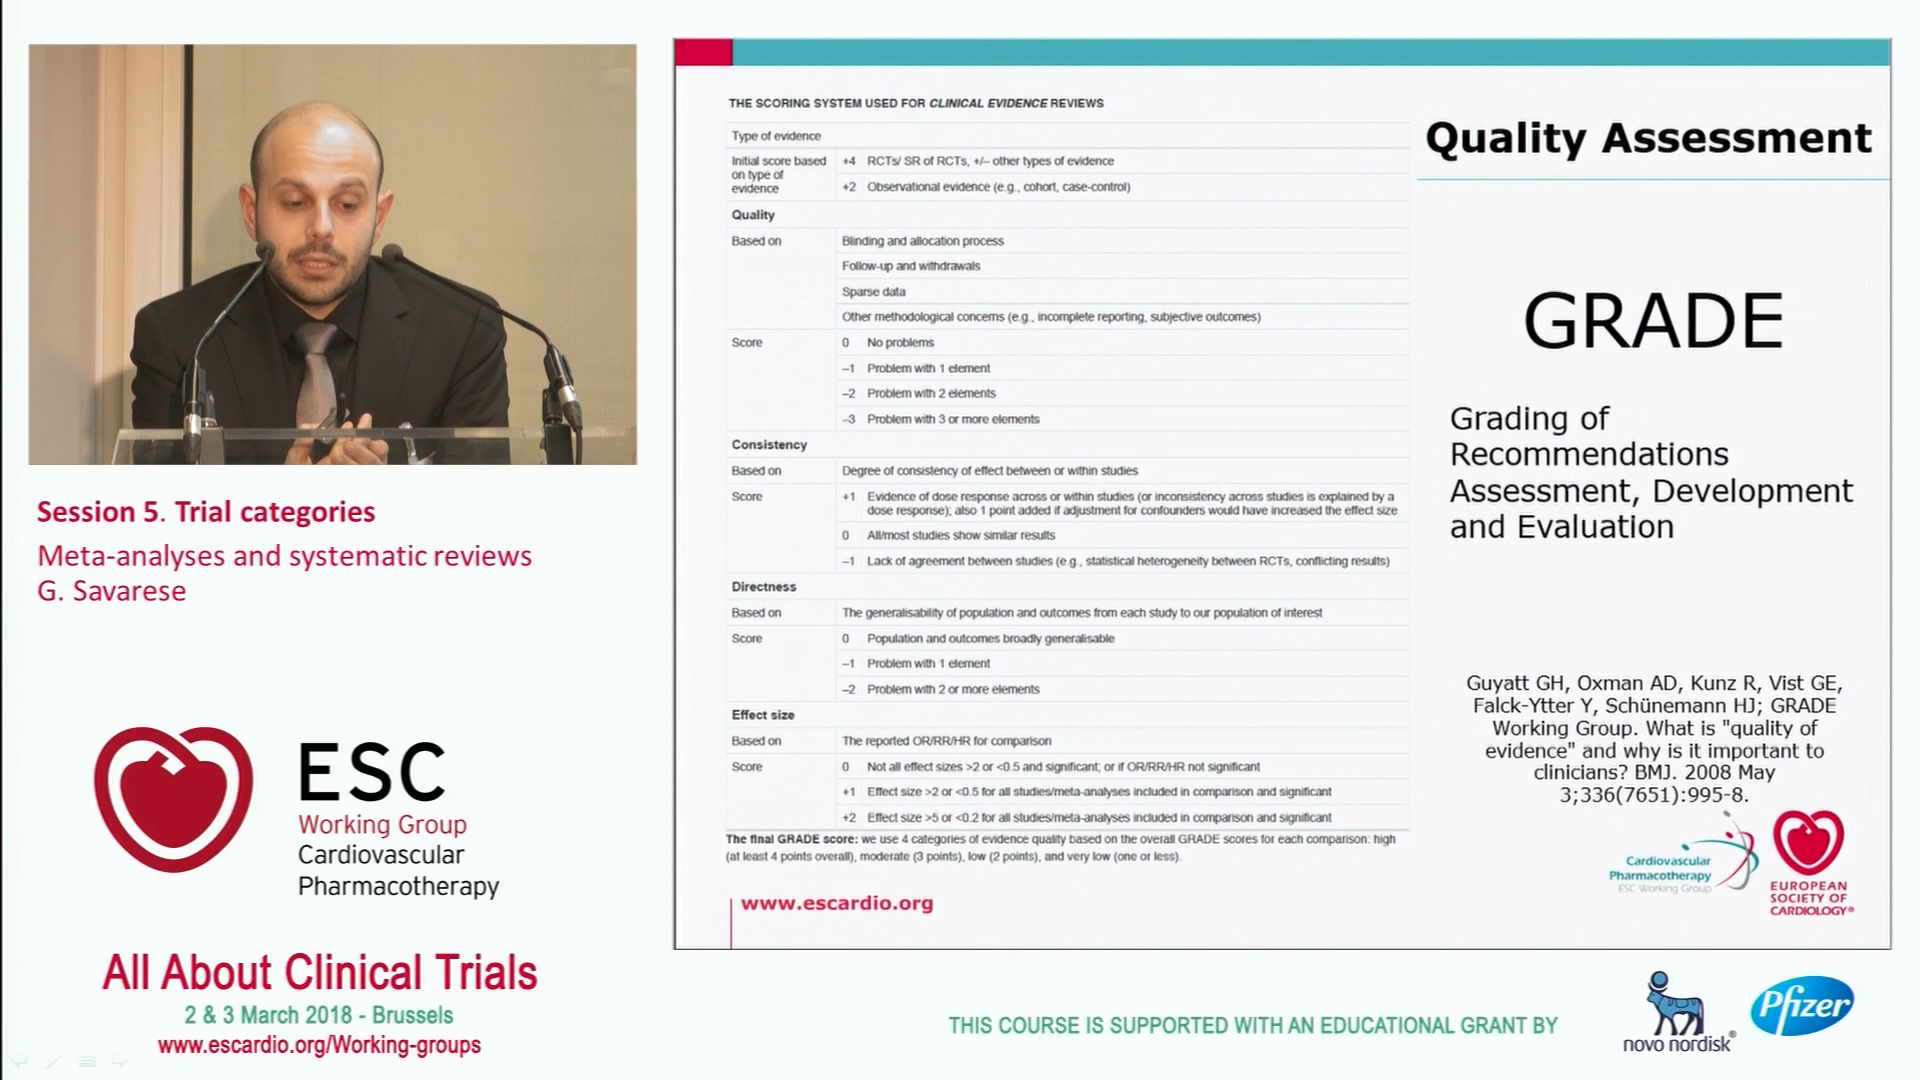 Session 5. Trial categories
Meta-analyses and systematic reviews
G. Savarese
ESC
Working Group
Cardiovascular
Pharmacotherapy
All About Clinical Trials
2 & 3 March 2018 - Brussels
www.escardio.org/Working-groups
THE SCORING SYSTEM USED FOR CLINICAL EVIDENCE REVIEWS
Type of evidence
Initial score based on type of evidence
+4 RCTs/ SR of RCTs, +/– other types of evidence
+2 Observational evidence (e.g., cohort, case-control)
Quality
Based on Blinding and allocation process
Follow-up and withdrawals
Sparse data
Other methodological concerns (e.g., incomplete reporting, subjective outcomes)
Score 0 No problems
–1 Problem with 1 element
–2 Problem with 2 elements
–3 Problem with 3 or more elements
Consistency
Based on Degree of consistency of effect between or within studies
Score +1 Evidence of dose response across or within studies (or inconsistency across studies is explained by a
dose response); also 1 point added if adjustment for confounders would have increased the effect size
0 All/most studies show similar results
–1 Lack of agreement between studies (e.g., statistical heterogeneity between RCTs, conflicting results)
Directness
Based on The generalisability of population and outcomes from each study to our population of interest
Score 0 Population and outcomes broadly generalisable
–1 Problem with 1 element
–2 Problem with 2 or more elements
Effect size
Based on The reported OR/RR/HR for comparison
Score 0 Not all effect sizes >2 or <0.5 and significant; or if OR/RR/HR not significant
+1 Effect size >2 or <0.5 for all studies/meta-analyses included in comparison and significant
+2 Effect size >5 or <0.2 for all studies/meta-analyses included in comparison and significant
The final GRADE score: we use 4 categories of evidence quality based on the overall GRADE scores for each comparison: high
(at least 4 points overall), moderate (3 points), low (2 points), and very low (one or less).
www.escardio.org
Quality Assessment
GRADE
Grading of
Recommendations
Assessment, Development
and Evaluation
Guyatt GH, Oxman AD, Kunz R, Vist GE,
Falck-Ytter Y, Schünemann HJ; GRADE
Working Group. What is "quality of
evidence" and why is it important to
clinicians? BMJ. 2008 May
3;336(7651):995-8.
Cardiovascular
Pharmacotherapy
ESC Working Group
EUROPEAN
SOCIETY OF
CARDIOLOGY®
THIS COURSE IS SUPPORTED WITH AN EDUCATIONAL GRANT BY
novo nordisk®
Pfizer